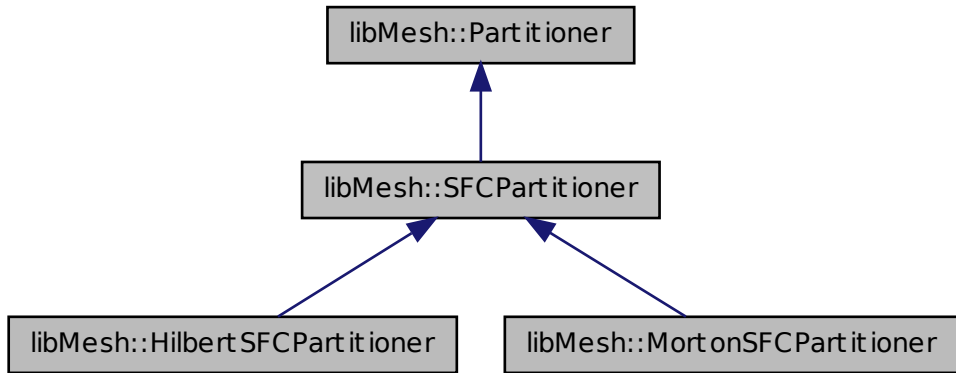 libMesh::Partitioner
libMesh::SFCPartitioner
libMesh::HilbertSFCPartitioner
libMesh::MortonSFCPartitioner